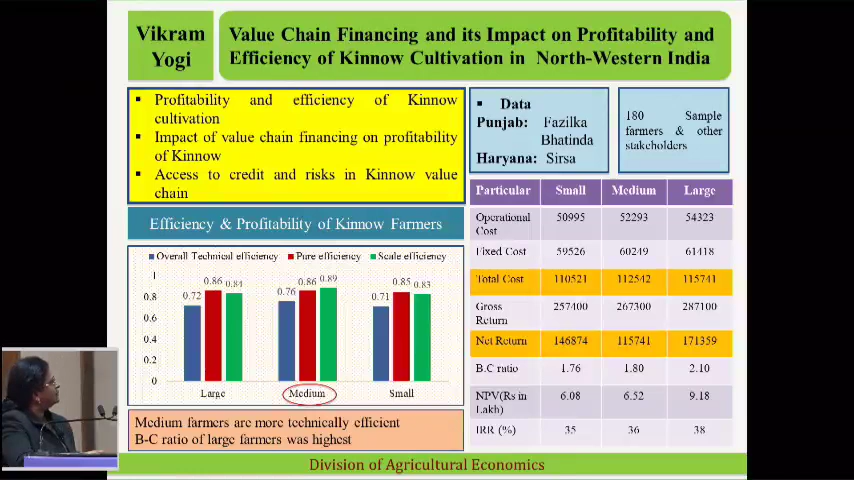 Vikram
Yogi
Value Chain Financing and its Impact on Profitability and
Efficiency of Kinnow Cultivation in North-Western India
▪ Profitability and efficiency of Kinnow
cultivation
▪ Impact of value chain financing on profitability
of Kinnow
▪ Access to credit and risks in Kinnow value
chain
▪ Data
Punjab: Fazilka
Bhatinda
Haryana: Sirsa
180 Sample
farmers & other
stakeholders
Efficiency & Profitability of Kinnow Farmers
Overall Technical efficiency Pure efficiency Scale efficiency
1
0.8
0.6
0.4
0.2
0
0.72 0.86 0.84
0.76 0.86 0.89
0.71 0.85 0.83
Large Medium Small
Medium farmers are more technically efficient
B-C ratio of large farmers was highest
Particular Small Medium Large
Operational
Cost 50995 52293 54323
Fixed Cost 59526 60249 61418
Total Cost 110521 112542 115741
Gross
Return 257400 267300 287100
Net Return 146874 115741 171359
B.C ratio 1.76 1.80 2.10
NPV(Rs in
Lakh) 6.08 6.52 9.18
IRR (%) 35 36 38
Division of Agricultural Economics